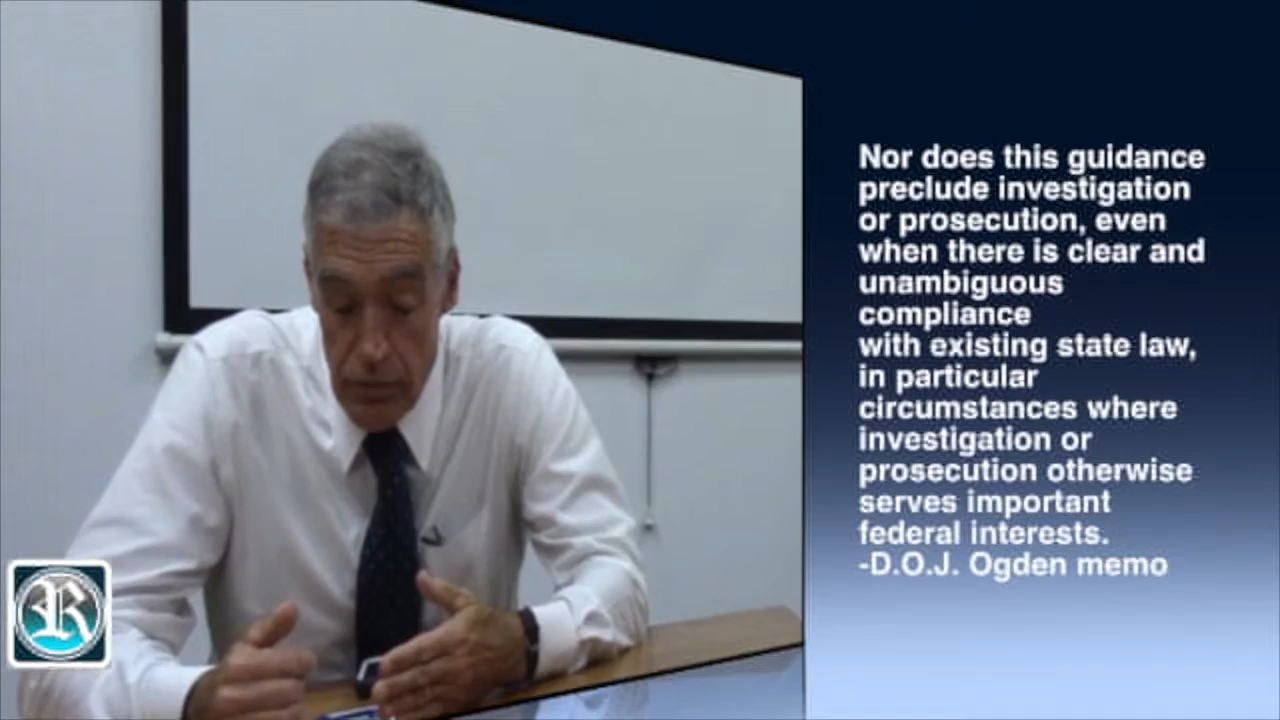 Nor does this guidance
preclude investigation
or prosecution, even
when there is clear and
unambiguous
compliance
with existing state law,
in particular
circumstances where
investigation or
prosecution otherwise
serves important
federal interests.
-D.O.J. Ogden memo
R